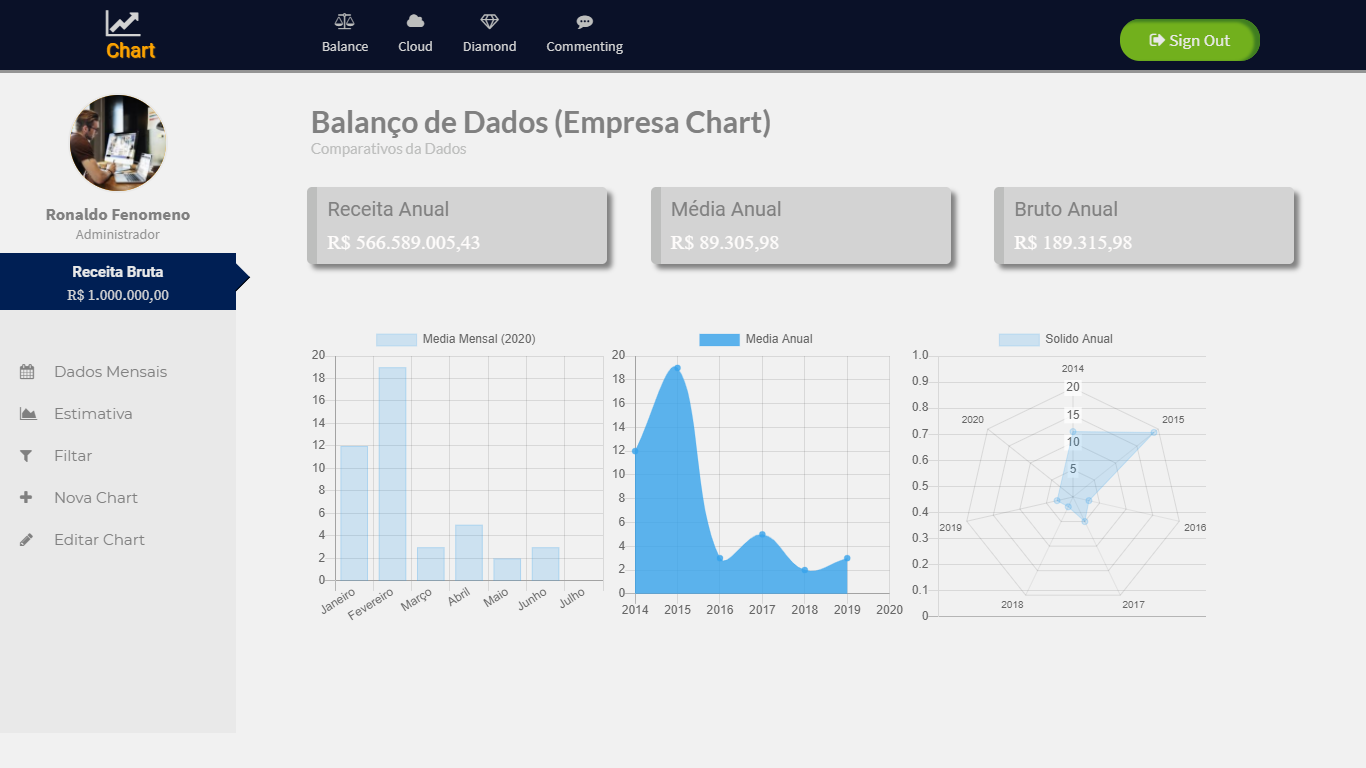 Chart
Balance
Cloud
Diamond
Commenting
Sign Out
Ronaldo Fenomeno
Administrador
Receita Bruta
R$ 1.000.000,00
Dados Mensais
Estimativa
Filtar
Nova Chart
Editar Chart
Balanço de Dados (Empresa Chart)
Comparativos da Dados
Receita Anual
R$ 566.589.005,43
Média Anual
R$ 89.305,98
Bruto Anual
R$ 189.315,98
Media Mensal (2020)
20
18
16
14
12
10
8
6
4
2
0
Janeiro
Fevereiro
Março
Abril
Maio
Junho
Julho
Media Anual
20
18
16
14
12
10
8
6
4
2
0
2014
2015
2016
2017
2018
2019
2020
Solido Anual
1.0
0.9
0.8
0.7
0.6
0.5
0.4
0.3
0.2
0.1
0
2014
20
15
10
5
2015
2016
2017
2018
2019
2020